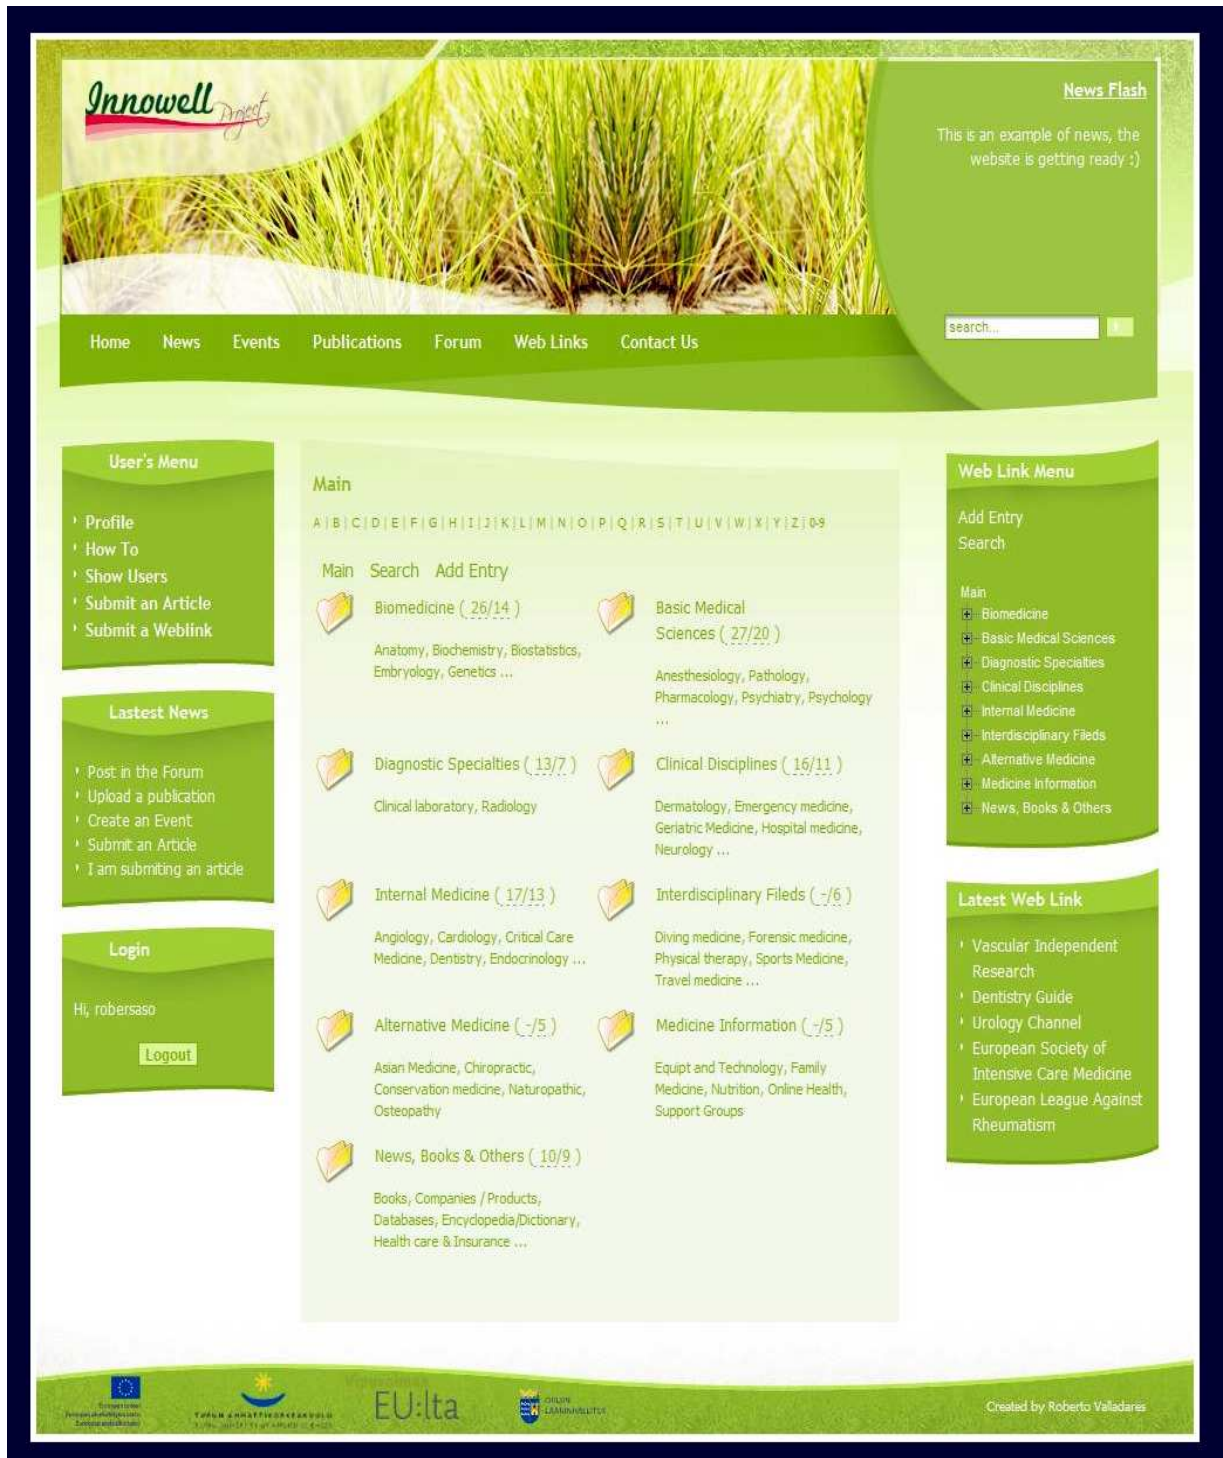 Innowell Project
News Flash
This is an example of news, the
website is getting ready :)
search...
Home News Events Publications Forum Web Links Contact Us
User's Menu
Profile
How To
Show Users
Submit an Article
Submit a Weblink
Lastest News
Post in the Forum
Upload a publication
Create an Event
Submit an Article
I am submiting an article
Login
Hi, robersaso
Logout
Main
A | B | C | D | E | F | G | H | I | J | K | L | M | N | O | P | Q | R | S | T | U | V | W | X | Y | Z | 0-9
Main Search Add Entry
Biomedicine ( 26/14 )
Anatomy, Biochemistry, Biostatistics,
Embryology, Genetics ...
Basic Medical
Sciences ( 27/20 )
Anesthesiology, Pathology,
Pharmacology, Psychiatry, Psychology
...
Diagnostic Specialties ( 13/7 )
Clinical laboratory, Radiology
Clinical Disciplines ( 16/11 )
Dermatology, Emergency medicine,
Geriatric Medicine, Hospital medicine,
Neurology ...
Internal Medicine ( 17/13 )
Angiology, Cardiology, Critical Care
Medicine, Dentistry, Endocrinology ...
Interdisciplinary Fileds ( -/6 )
Diving medicine, Forensic medicine,
Physical therapy, Sports Medicine,
Travel medicine ...
Alternative Medicine ( -/5 )
Asian Medicine, Chiropractic,
Conservation medicine, Naturopathic,
Osteopathy
Medicine Information ( -/5 )
Equipt and Technology, Family
Medicine, Nutrition, Online Health,
Support Groups
News, Books & Others ( 10/9 )
Books, Companies / Products,
Databases, Encyclopedia/Dictionary,
Health care & Insurance ...
Web Link Menu
Add Entry
Search
Main
Biomedicine
Basic Medical Sciences
Diagnostic Specialties
Clinical Disciplines
Internal Medicine
Interdisciplinary Fileds
Alternative Medicine
Medicine Information
News, Books & Others
Latest Web Link
Vascular Independent
Research
Dentistry Guide
Urology Channel
European Society of
Intensive Care Medicine
European League Against
Rheumatism
TURUN AMMATTIKORKEAKOULU
Vipuvoimaa
EU:lta
OULUN
LÄÄNINHALLITUS
Created by Roberto Valladares